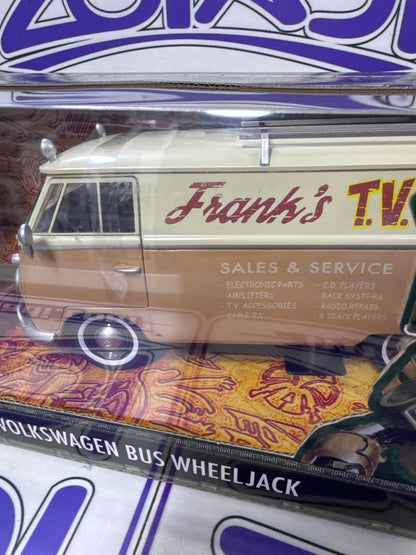 Frank's T.V.
SALES & SERVICE
- ELECTRONIC PARTS
- AMPLIFIERS
- T.V. ACCESSORIES
- CABLE T.V.
- C.D. PLAYERS
- RACK SYSTEMS
- RADIO REPAIR
- 8 TRACK PLAYERS
VOLKSWAGEN BUS WHEELJACK